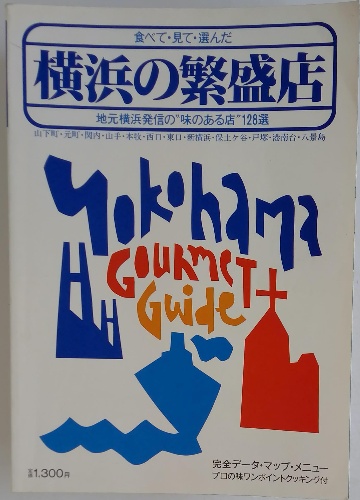 食べて・見て・選んだ
横浜の繁盛店
地元横浜発信の"味のある店"128選
山下町・元町・関内・山手・本牧・西口・東口・新横浜・保土ケ谷・戸塚・港南台・八景島
Yokohama
GOURMET
Guide
完全データ・マップ・メニュー
プロの味ワンポイントクッキング付
定価1,300円